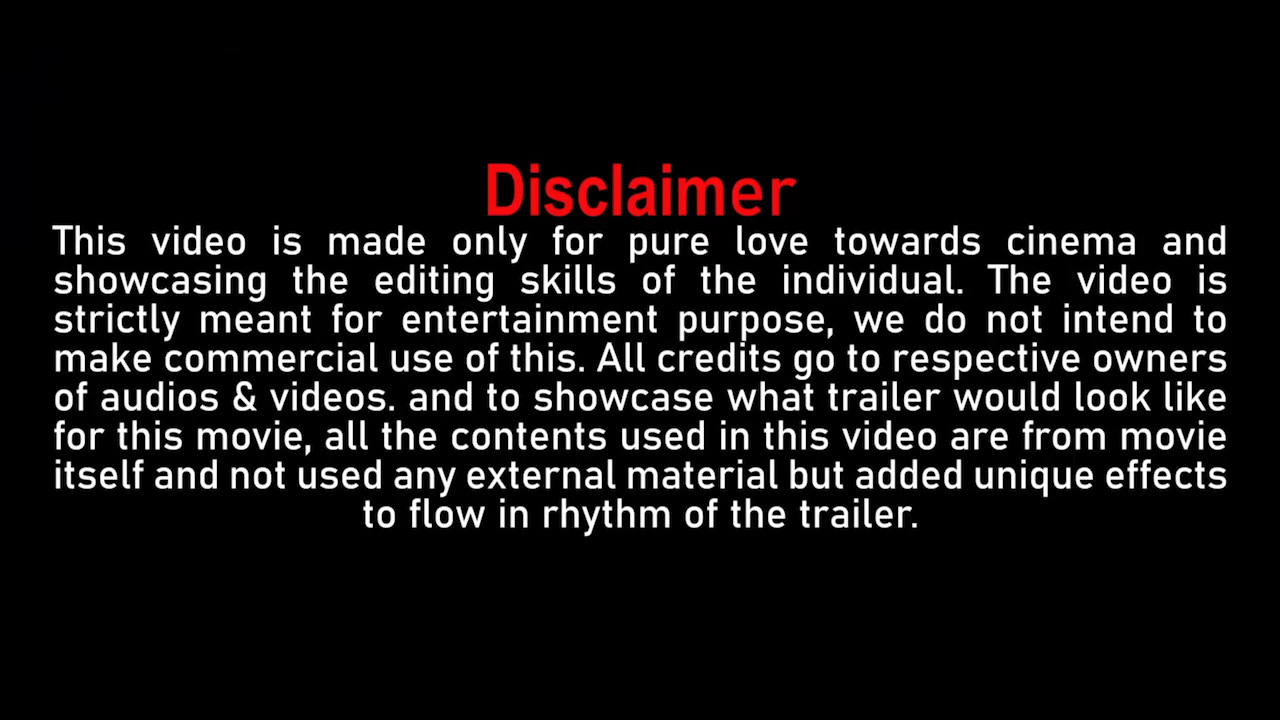 Disclaimer
This video is made only for pure love towards cinema and
showcasing the editing skills of the individual. The video is
strictly meant for entertainment purpose, we do not intend to
make commercial use of this. All credits go to respective owners
of audios & videos. and to showcase what trailer would look like
for this movie, all the contents used in this video are from movie
itself and not used any external material but added unique effects
to flow in rhythm of the trailer.